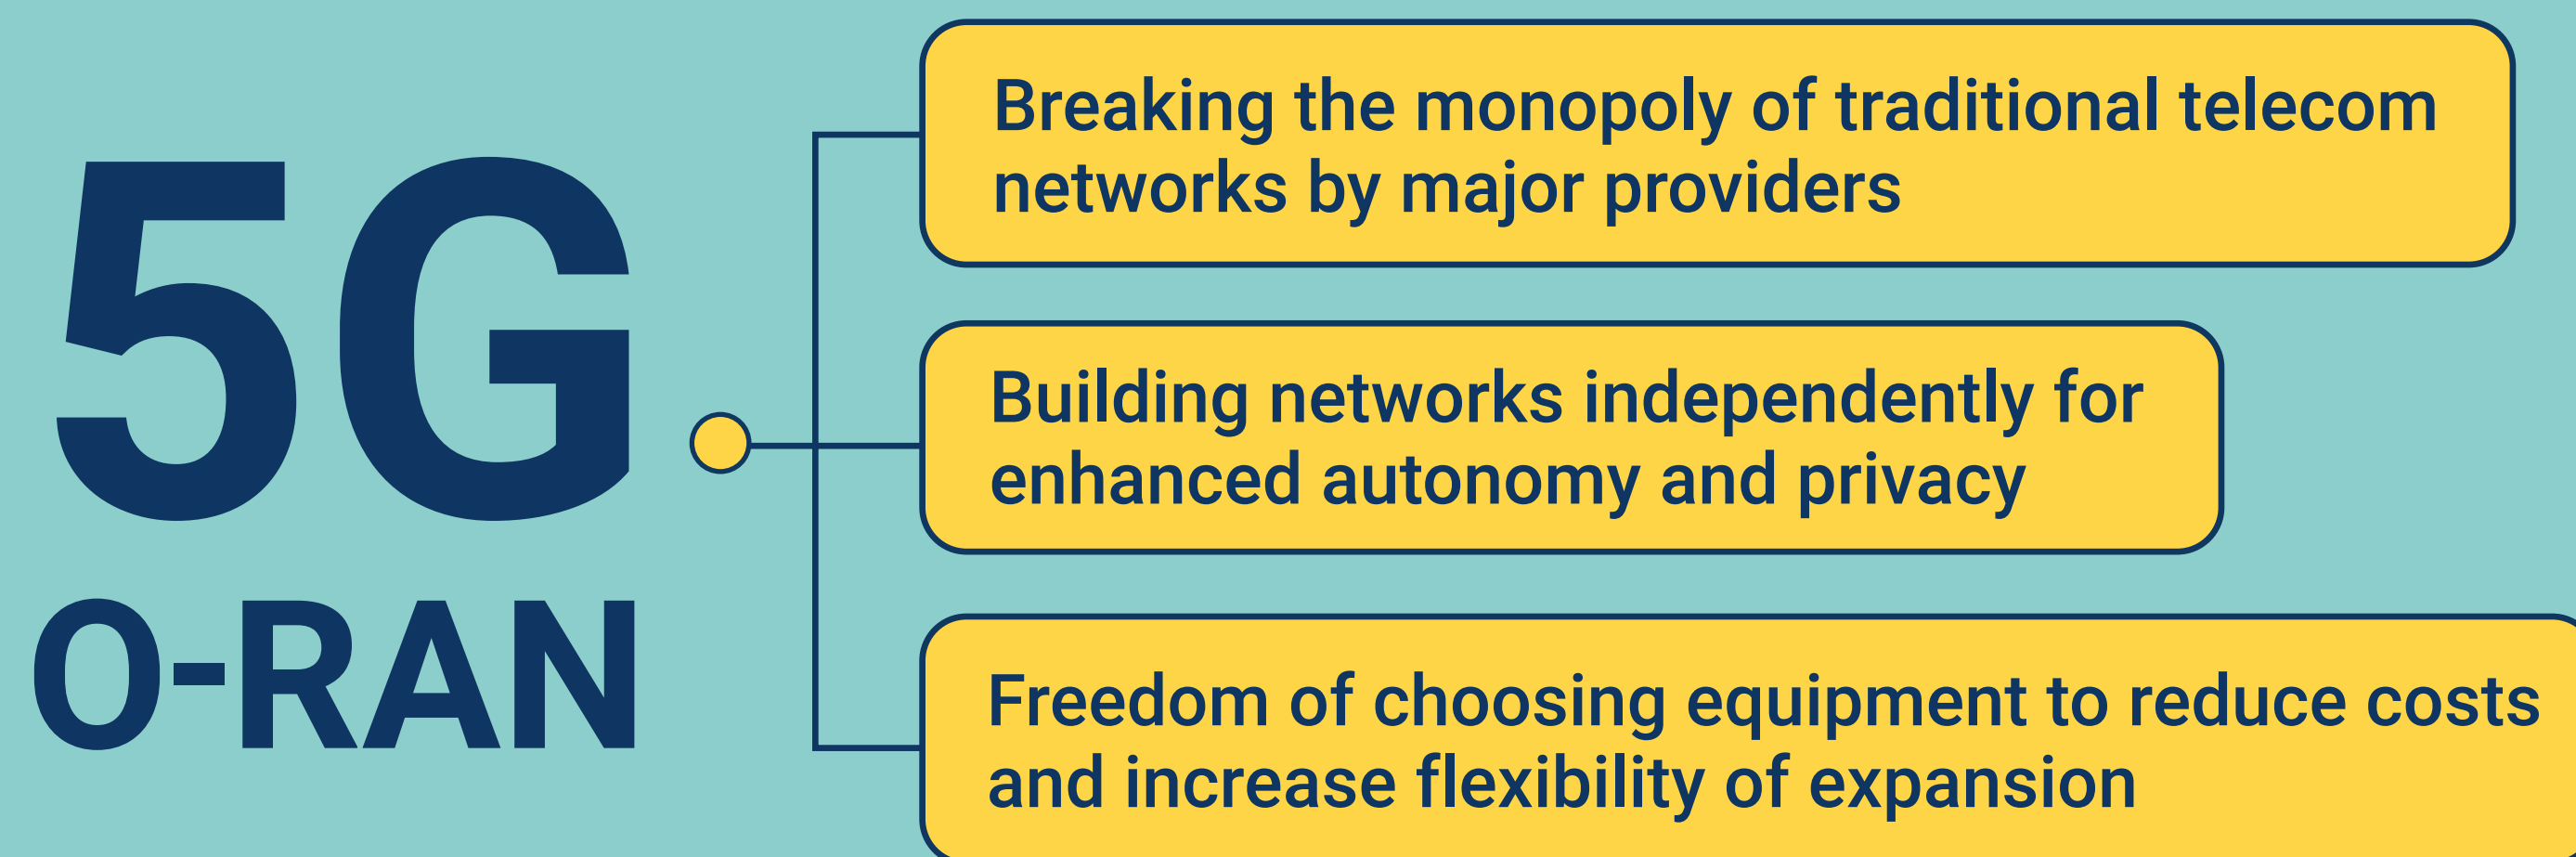 5G
O-RAN
Breaking the monopoly of traditional telecom
networks by major providers
Building networks independently for
enhanced autonomy and privacy
Freedom of choosing equipment to reduce costs
and increase flexibility of expansion